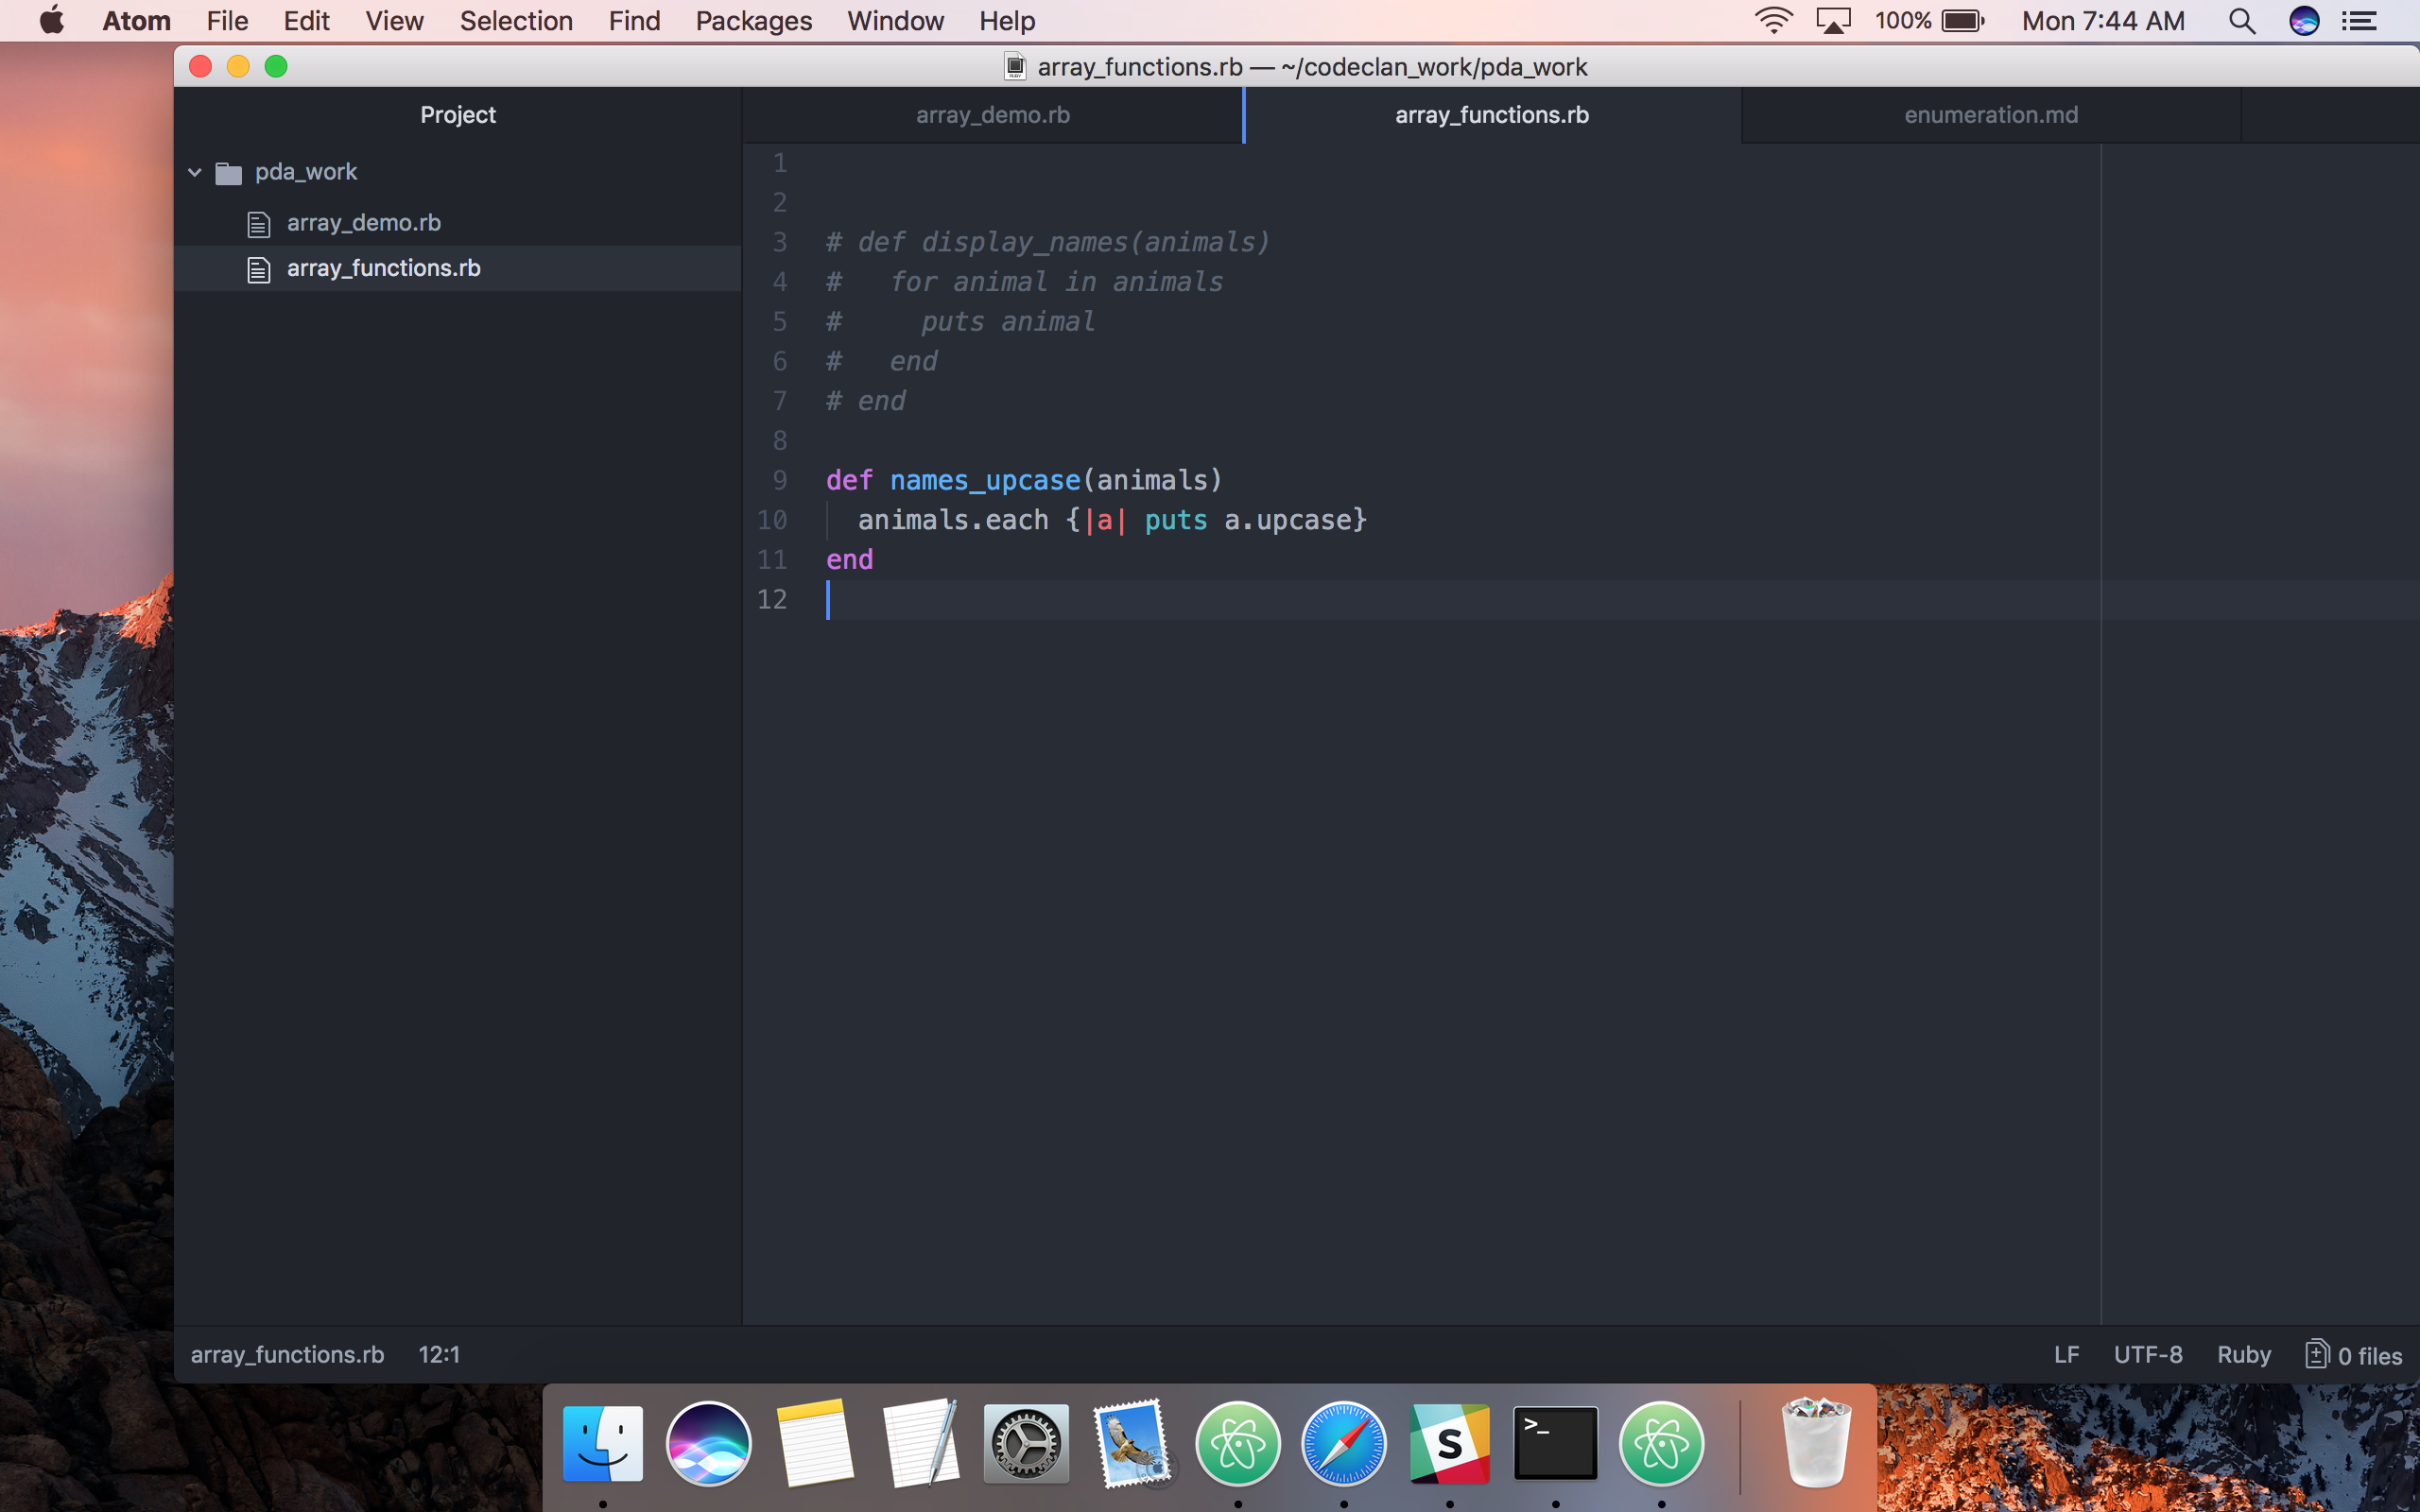 Atom File Edit View Selection Find Packages Window Help 100% Mon 7:44 AM
array_functions.rb — ~/codeclan_work/pda_work
Project
array_demo.rb array_functions.rb enumeration.md
pda_work
array_demo.rb
array_functions.rb
1
2
3 # def display_names(animals)
4 #   for animal in animals
5 #     puts animal
6 #   end
7 # end
8
9 def names_upcase(animals)
10   animals.each {|a| puts a.upcase}
11 end
12
array_functions.rb 12:1 LF UTF-8 Ruby 0 files
S >_